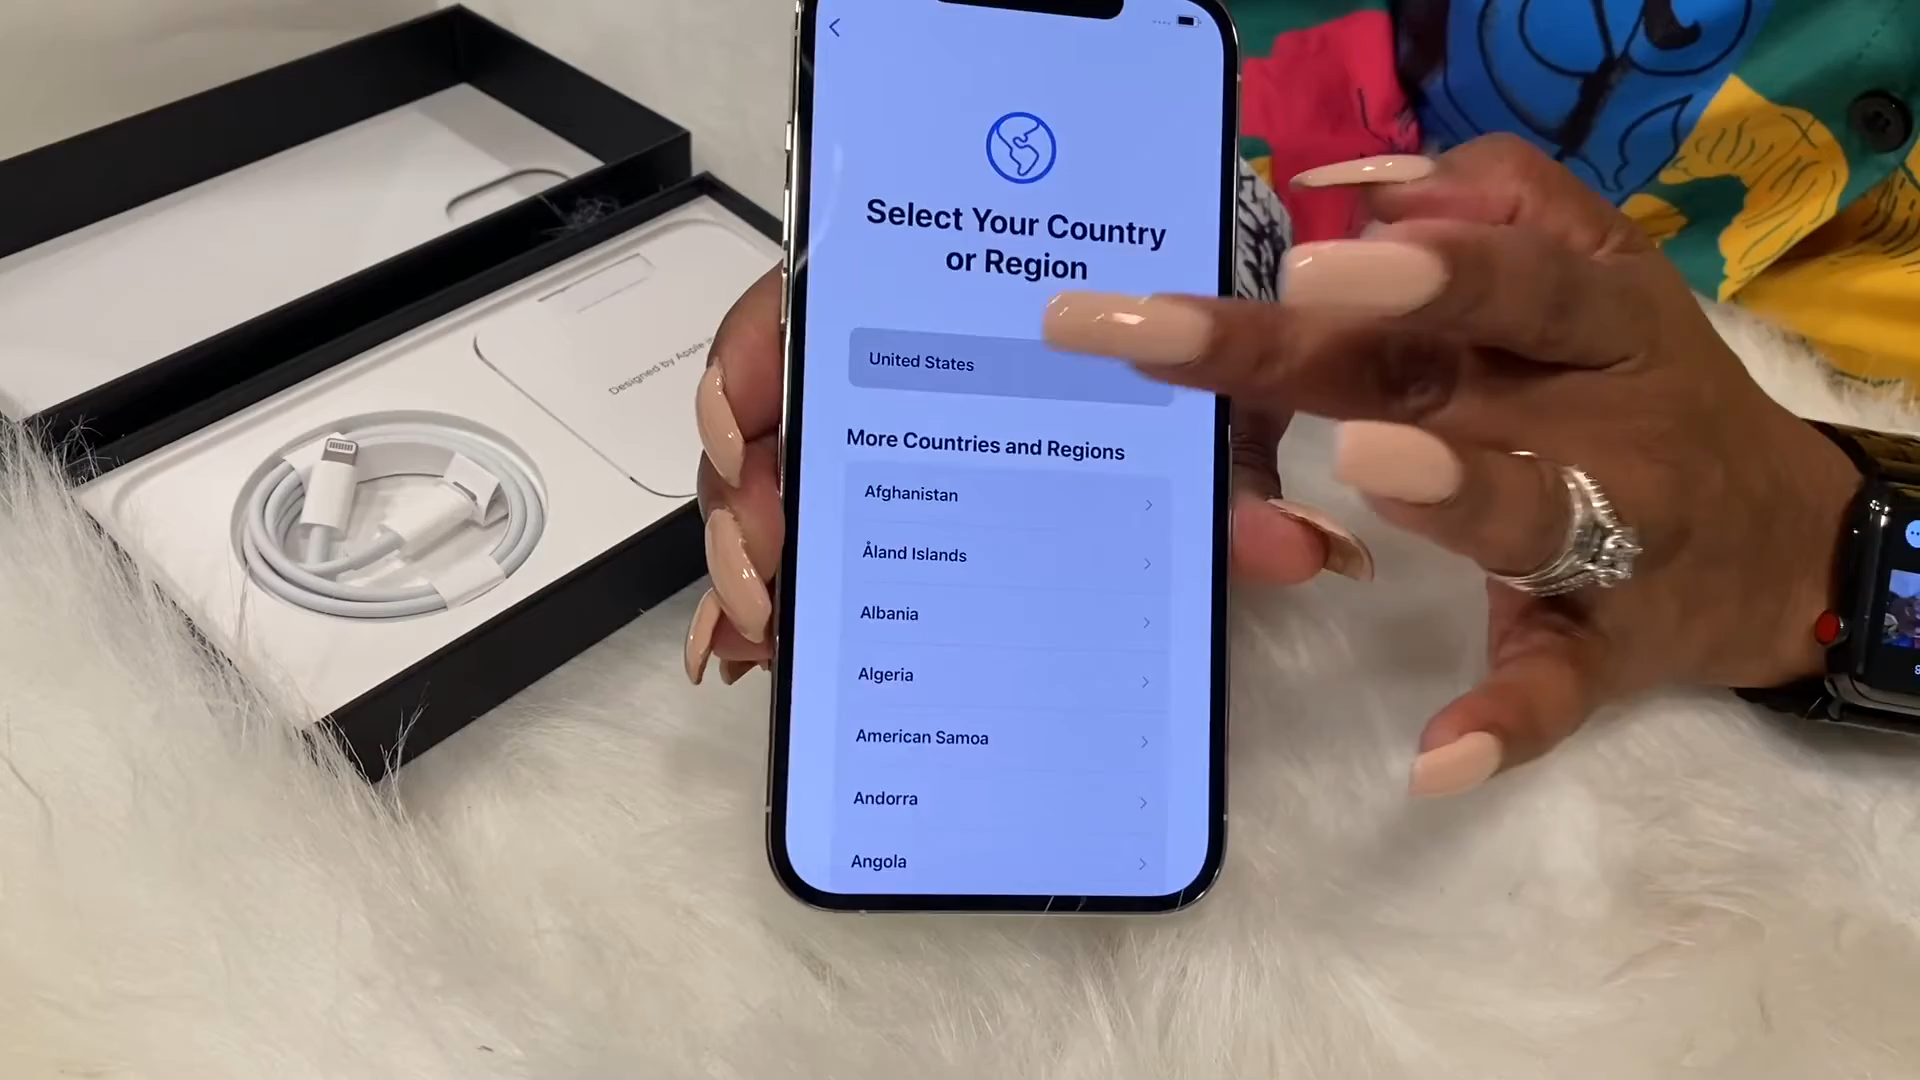 Select Your Country
or Region
United States
More Countries and Regions
Afghanistan
Åland Islands
Albania
Algeria
American Samoa
Andorra
Angola
Designed by Apple in